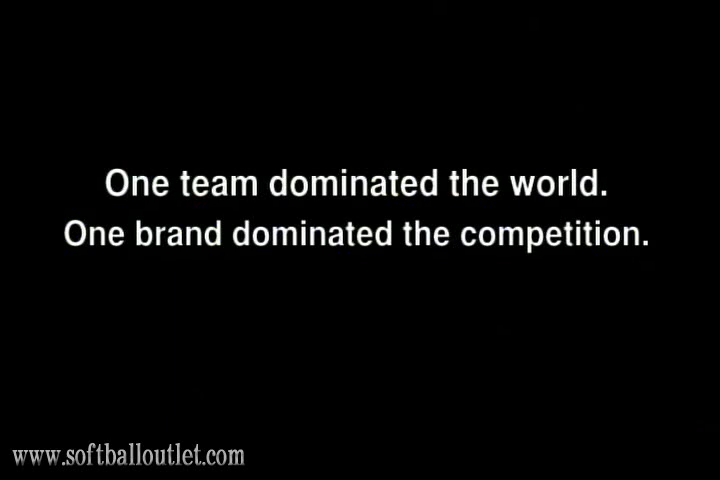 One team dominated the world.
One brand dominated the competition.
www.softballoutlet.com